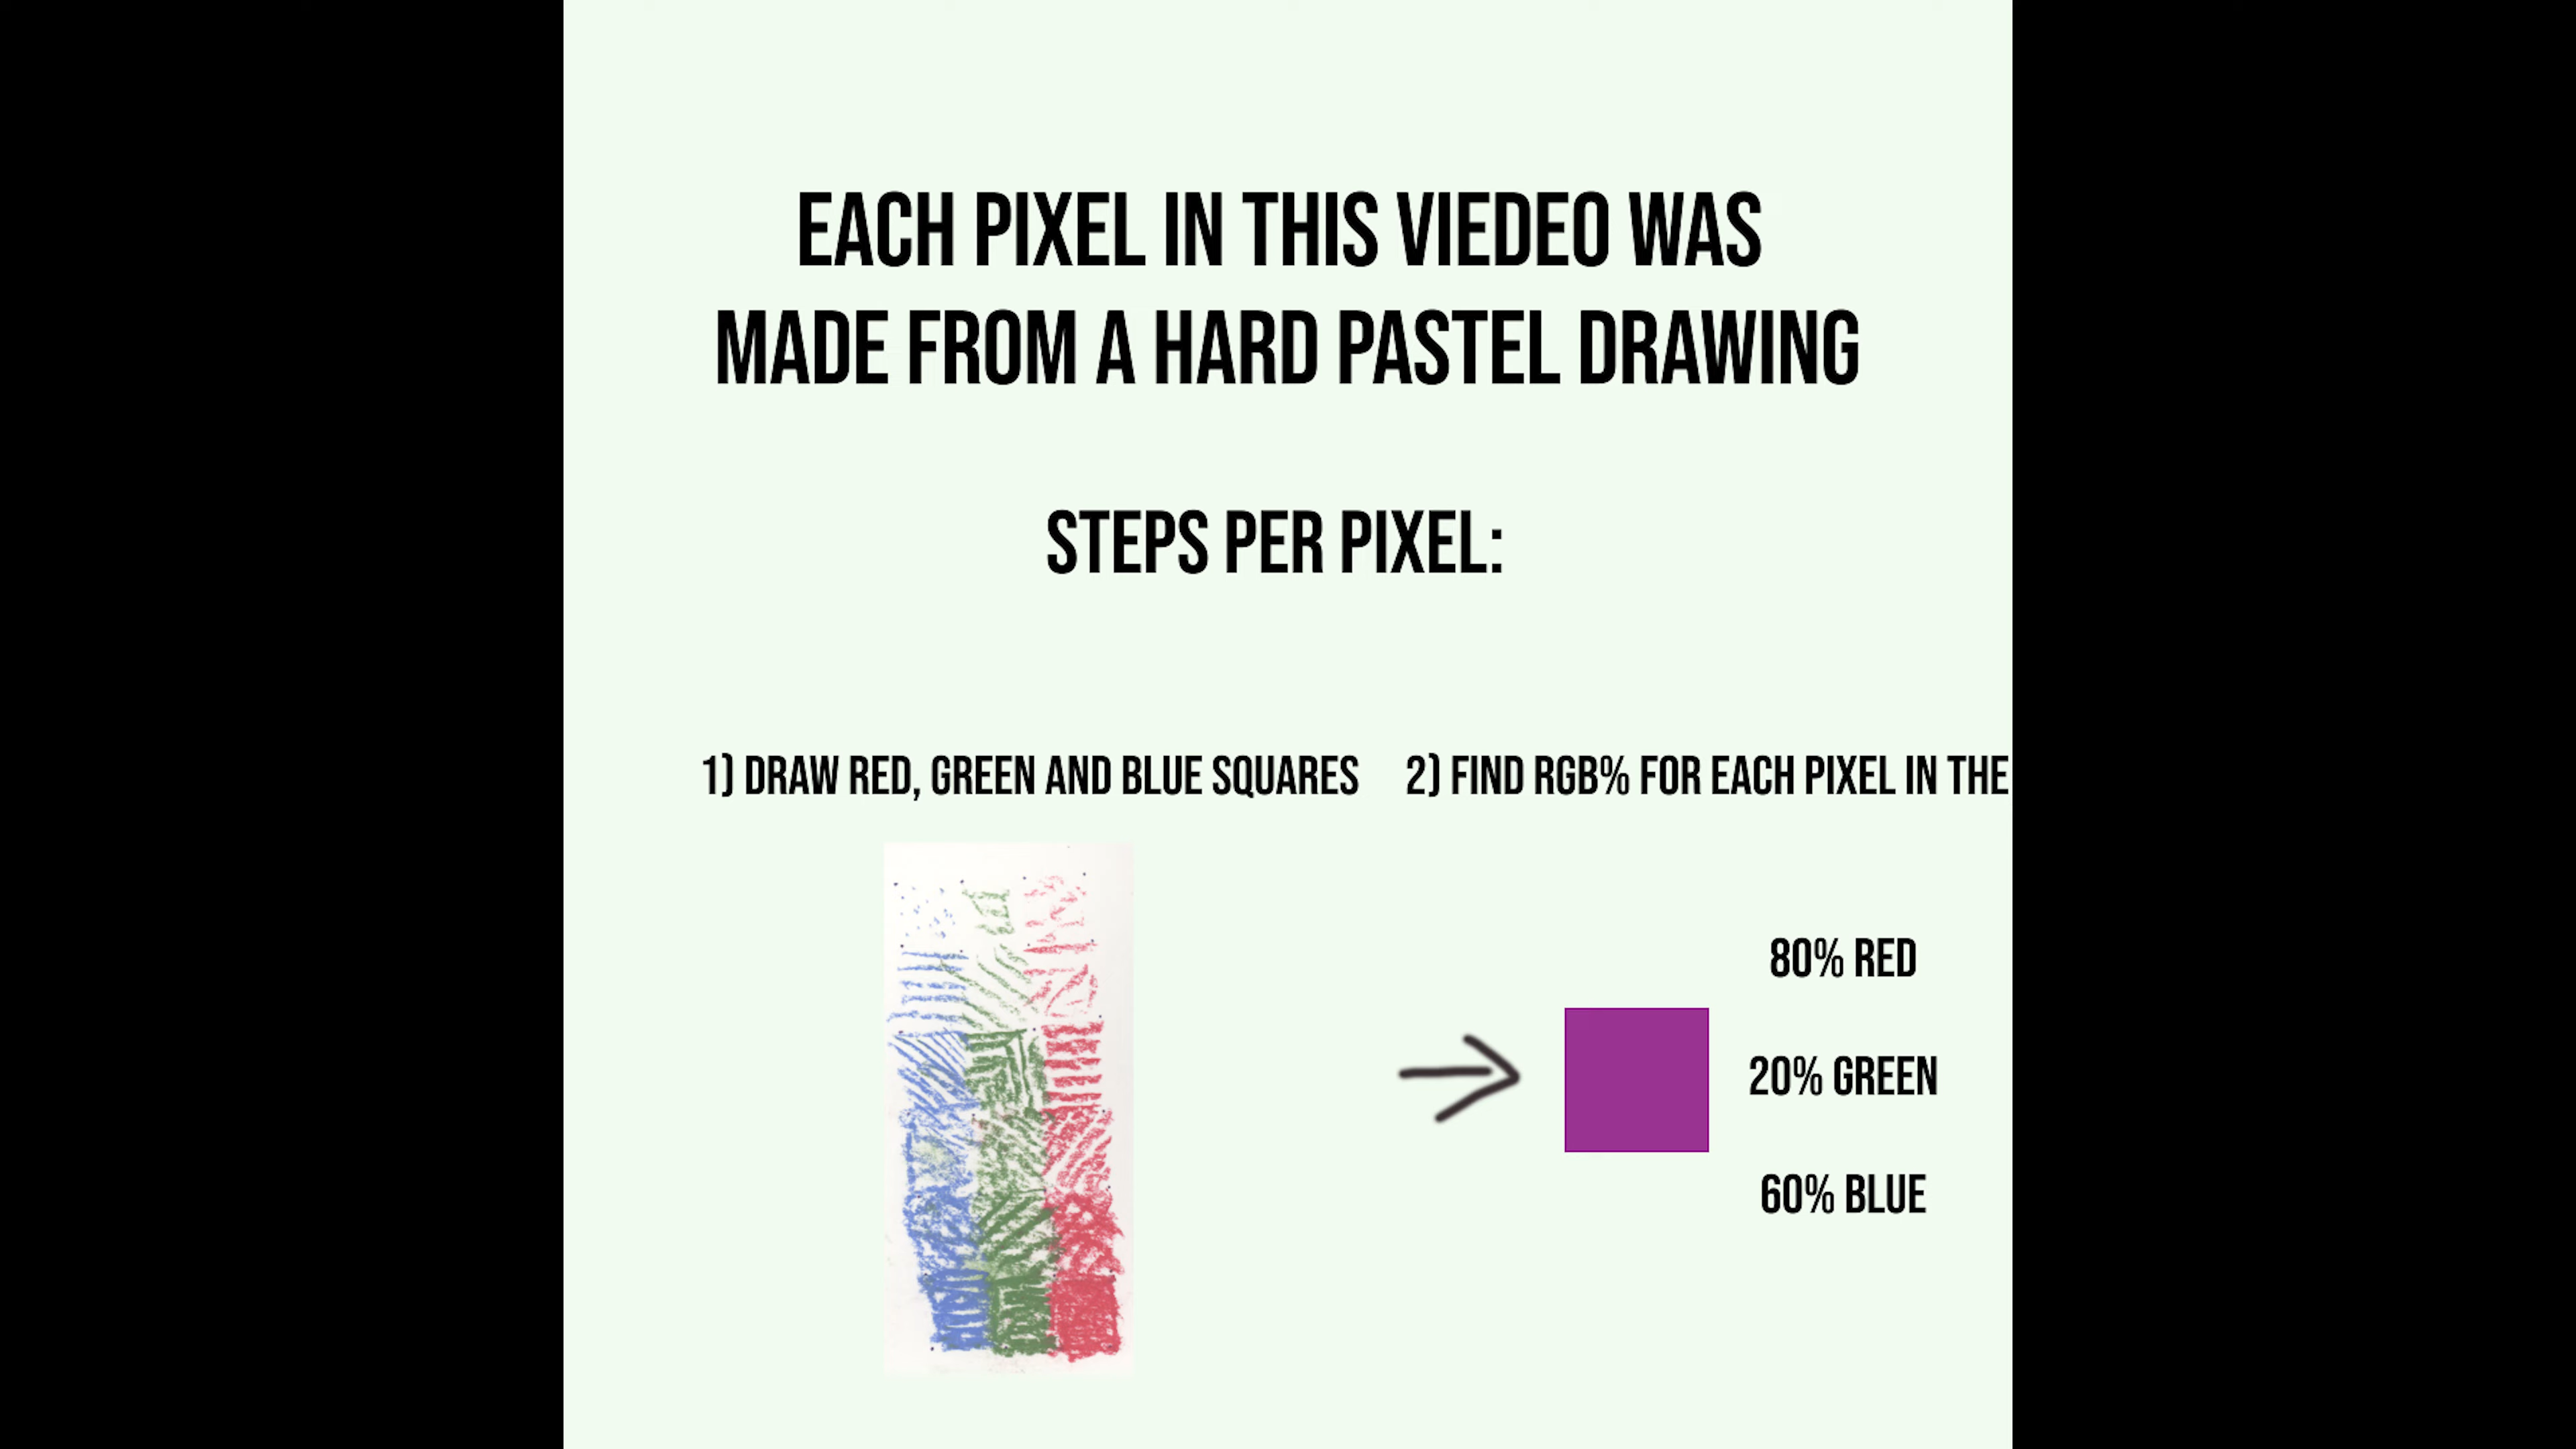 EACH PIXEL IN THIS VIEDEO WAS
MADE FROM A HARD PASTEL DRAWING
STEPS PER PIXEL:
1) DRAW RED, GREEN AND BLUE SQUARES
2) FIND RGB% FOR EACH PIXEL IN THE
80% RED
20% GREEN
60% BLUE